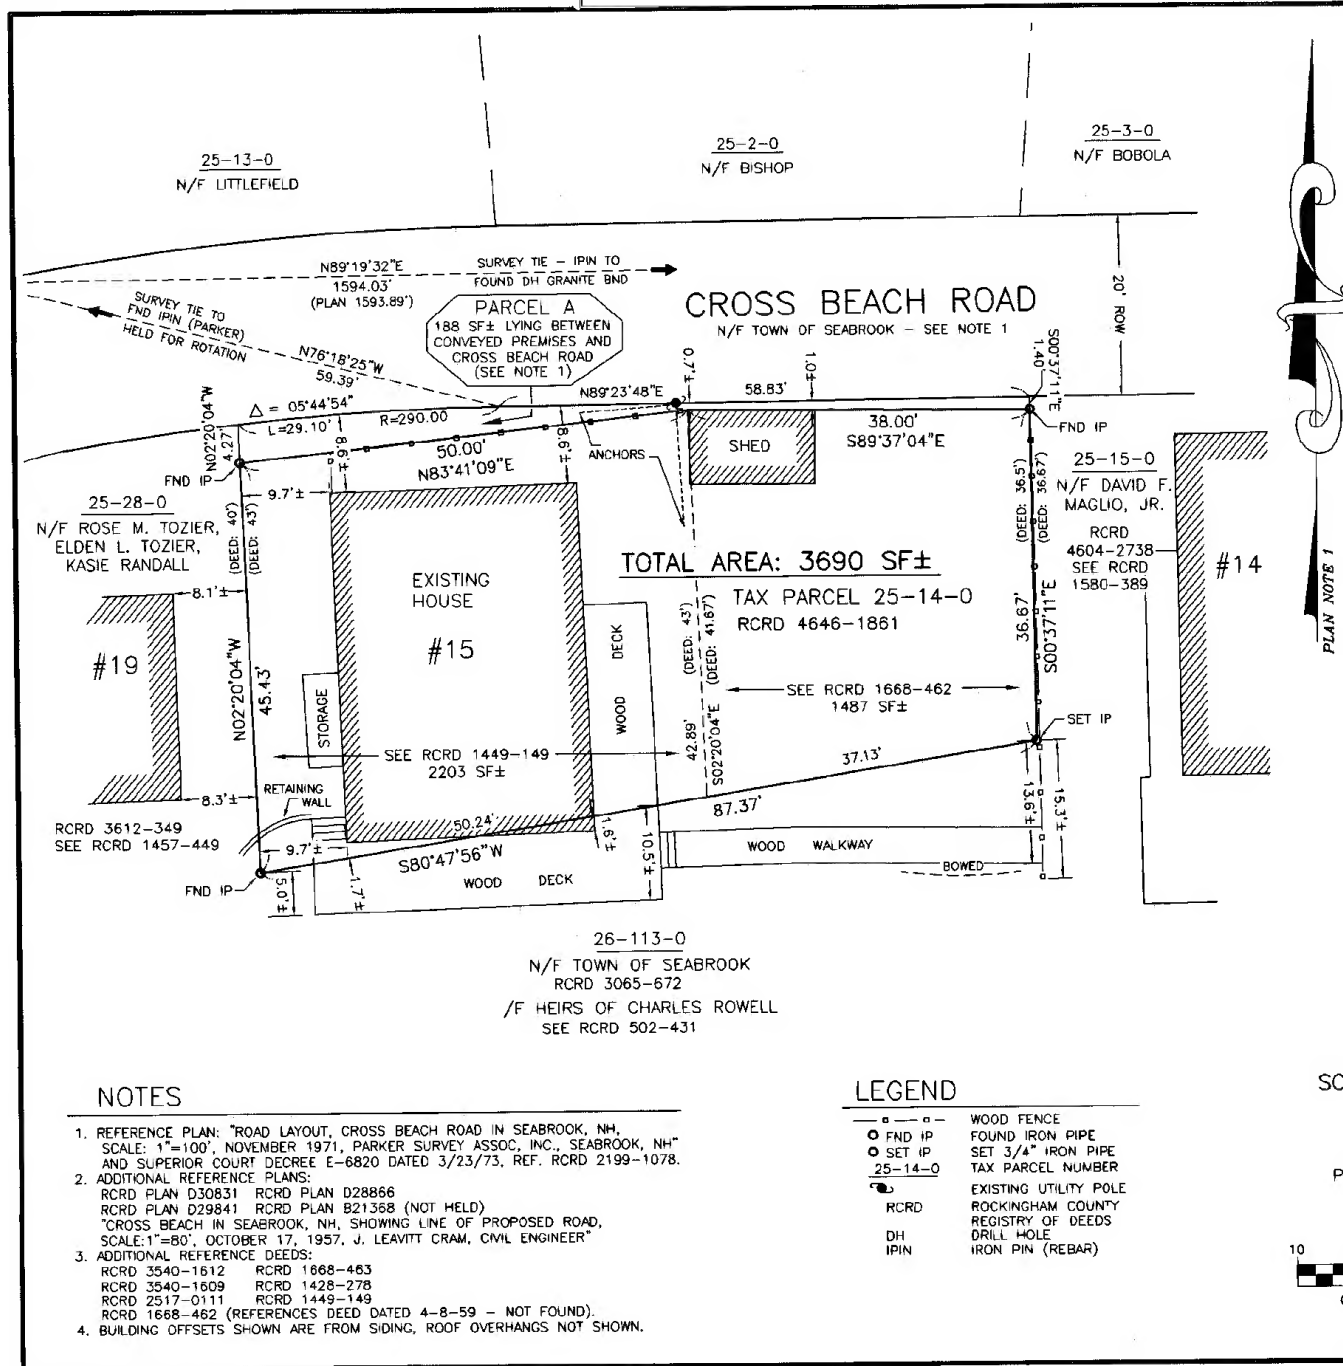 25-13-0
N/F LITTLEFIELD
25-2-0
N/F BISHOP
25-3-0
N/F BOBOLA
N89°19'32"E
1594.03'
(PLAN 1593.89')
SURVEY TIE - IPIN TO
FOUND DH GRANITE BND
SURVEY TIE TO
FND IPIN (PARKER)
HELD FOR ROTATION
N76°18'25"W
59.39'
PARCEL A
188 SF± LYING BETWEEN
CONVEYED PREMISES AND
CROSS BEACH ROAD
(SEE NOTE 1)
CROSS BEACH ROAD
N/F TOWN OF SEABROOK - SEE NOTE 1
20' ROW
S00°37'11"E
1.40'
N02°20'04"W
4.27'
Δ = 05°44'54"
L=29.10'
R=290.00
N89°23'48"E
0.7'±
58.83'
1.0±
38.00'
S89°37'04"E
FND IP
8.6'±
50.00'
N83°41'09"E
8.6'±
ANCHORS
SHED
FND IP
9.7'±
25-28-0
N/F ROSE M. TOZIER,
ELDEN L. TOZIER,
KASIE RANDALL
(DEED: 40')
(DEED: 43')
8.1'±
#19
N02°20'04"W
45.43'
8.3'±
RCRD 3612-349
SEE RCRD 1457-449
EXISTING
HOUSE
#15
STORAGE
WOOD DECK
TOTAL AREA: 3690 SF±
TAX PARCEL 25-14-0
RCRD 4646-1861
(DEED: 43')
(DEED: 41.67')
42.89'
S02°20'04"E
SEE RCRD 1668-462
1487 SF±
SEE RCRD 1449-149
2203 SF±
(DEED: 36.5')
(DEED: 36.67')
36.67'
S00°37'11"E
25-15-0
N/F DAVID F.
MAGLIO, JR.
RCRD
4604-2738
SEE RCRD
1580-389
#14
PLAN NOTE 1
SET IP
37.13'
87.37'
50.24'
S80°47'56"W
RETAINING
WALL
9.7'±
FND IP
5.0'±
1.7'±
1.6'±
10.5'±
WOOD DECK
WOOD WALKWAY
BOWED
13.6'±
15.3'±
26-113-0
N/F TOWN OF SEABROOK
RCRD 3065-672
/F HEIRS OF CHARLES ROWELL
SEE RCRD 502-431
NOTES
1. REFERENCE PLAN: "ROAD LAYOUT, CROSS BEACH ROAD IN SEABROOK, NH,
SCALE: 1"=100', NOVEMBER 1971, PARKER SURVEY ASSOC, INC., SEABROOK, NH"
AND SUPERIOR COURT DECREE E-6820 DATED 3/23/73, REF. RCRD 2199-1078.
2. ADDITIONAL REFERENCE PLANS:
RCRD PLAN D30831 RCRD PLAN D28866
RCRD PLAN D29841 RCRD PLAN B21368 (NOT HELD)
"CROSS BEACH IN SEABROOK, NH, SHOWING LINE OF PROPOSED ROAD,
SCALE:1"=80', OCTOBER 17, 1957, J. LEAVITT CRAM, CIVIL ENGINEER"
3. ADDITIONAL REFERENCE DEEDS:
RCRD 3540-1612 RCRD 1668-463
RCRD 3540-1609 RCRD 1428-278
RCRD 2517-0111 RCRD 1449-149
RCRD 1668-462 (REFERENCES DEED DATED 4-8-59 - NOT FOUND).
4. BUILDING OFFSETS SHOWN ARE FROM SIDING, ROOF OVERHANGS NOT SHOWN.
LEGEND
WOOD FENCE
FND IP FOUND IRON PIPE
SET IP SET 3/4" IRON PIPE
25-14-0 TAX PARCEL NUMBER
EXISTING UTILITY POLE
RCRD ROCKINGHAM COUNTY
REGISTRY OF DEEDS
DH DRILL HOLE
IPIN IRON PIN (REBAR)
SC
P
10